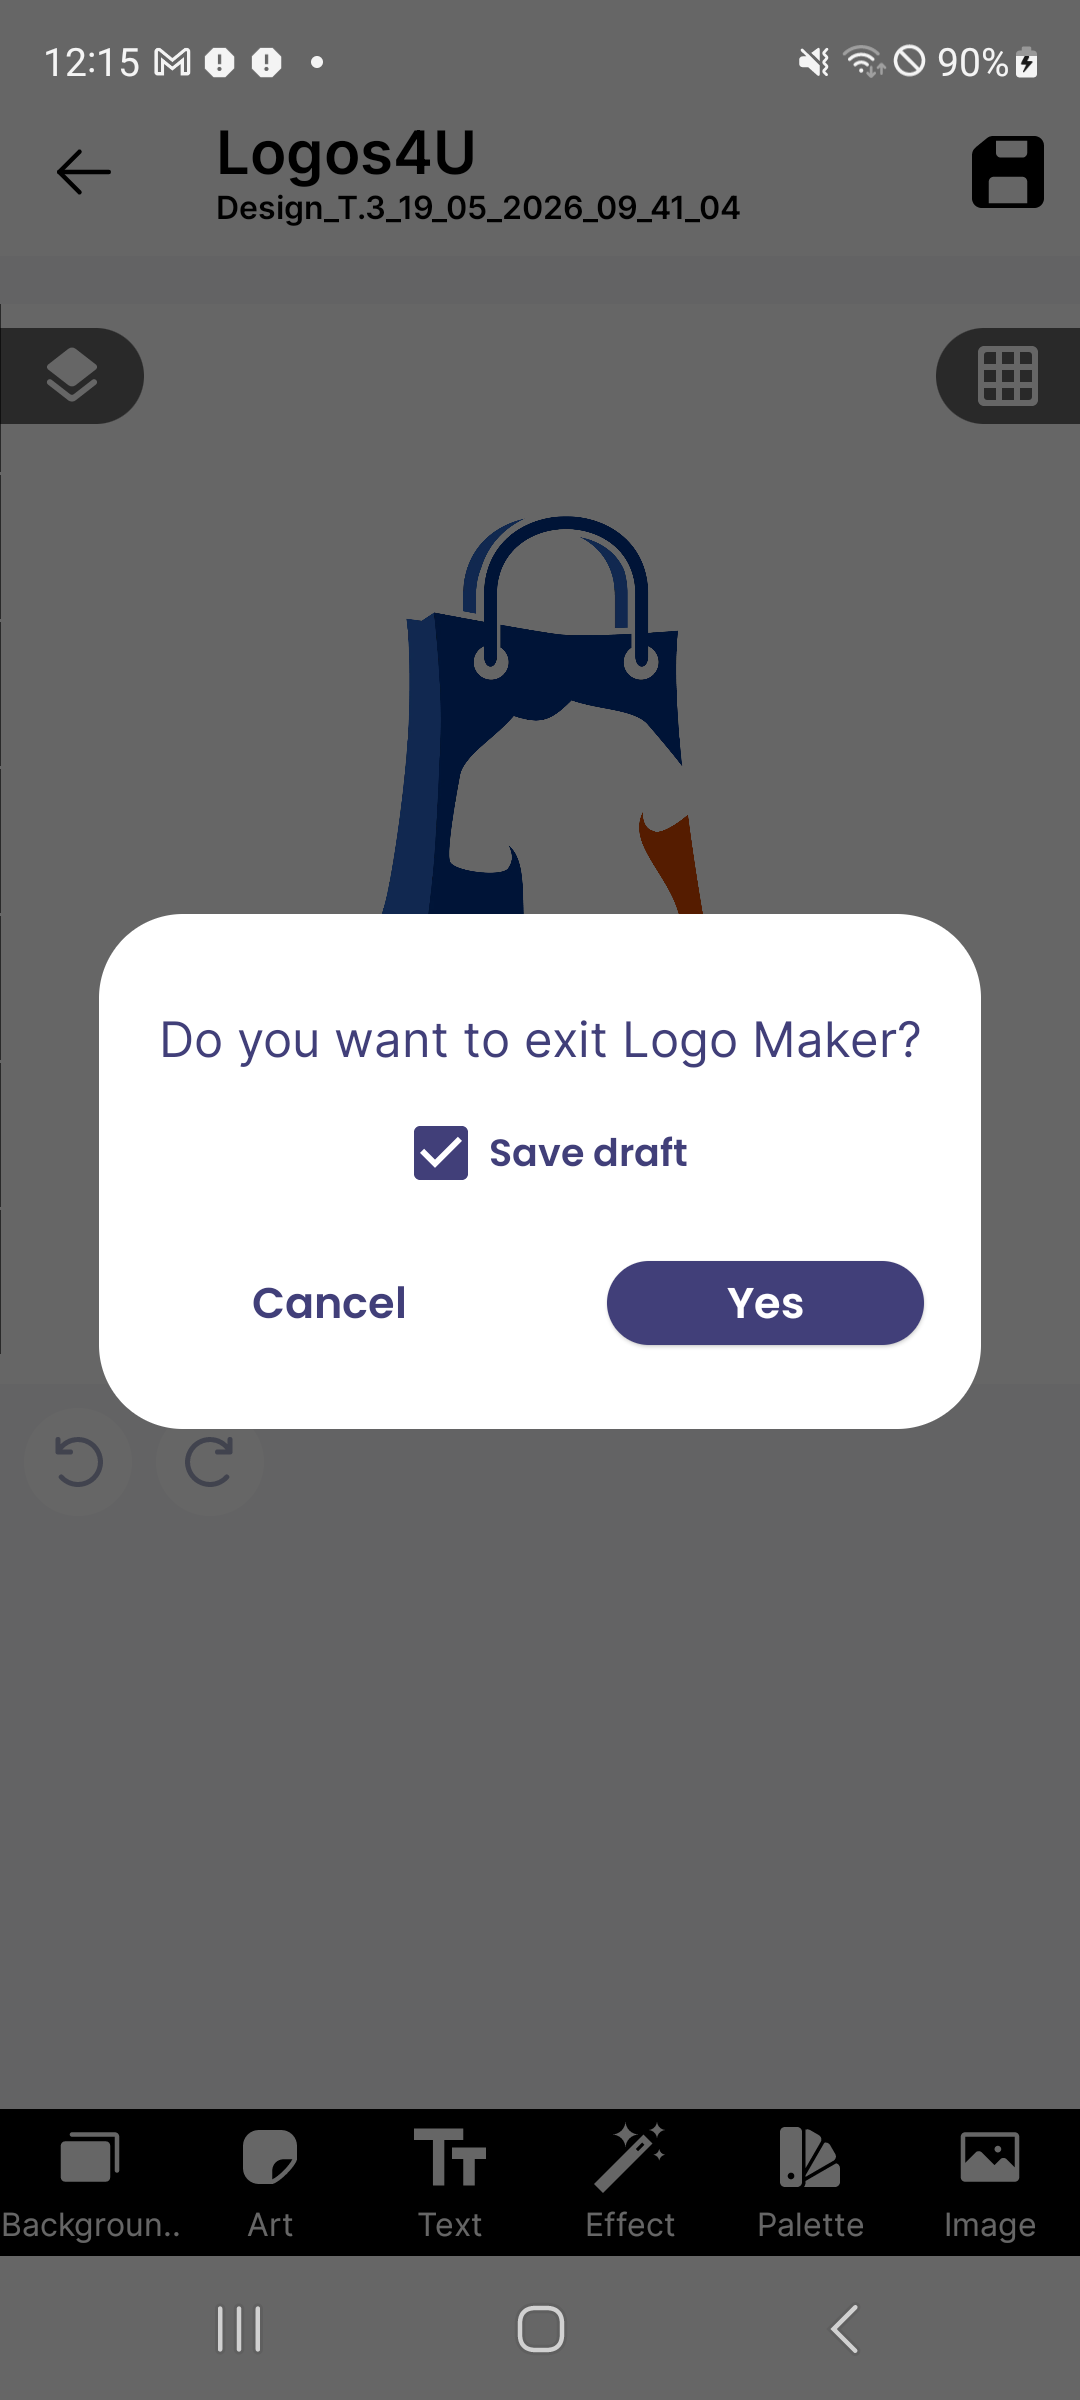 12:15
90%
Logos4U
Design_T.3_19_05_2026_09_41_04
Do you want to exit Logo Maker?
Save draft
Cancel
Yes
Backgroun..
Art
Text
Effect
Palette
Image